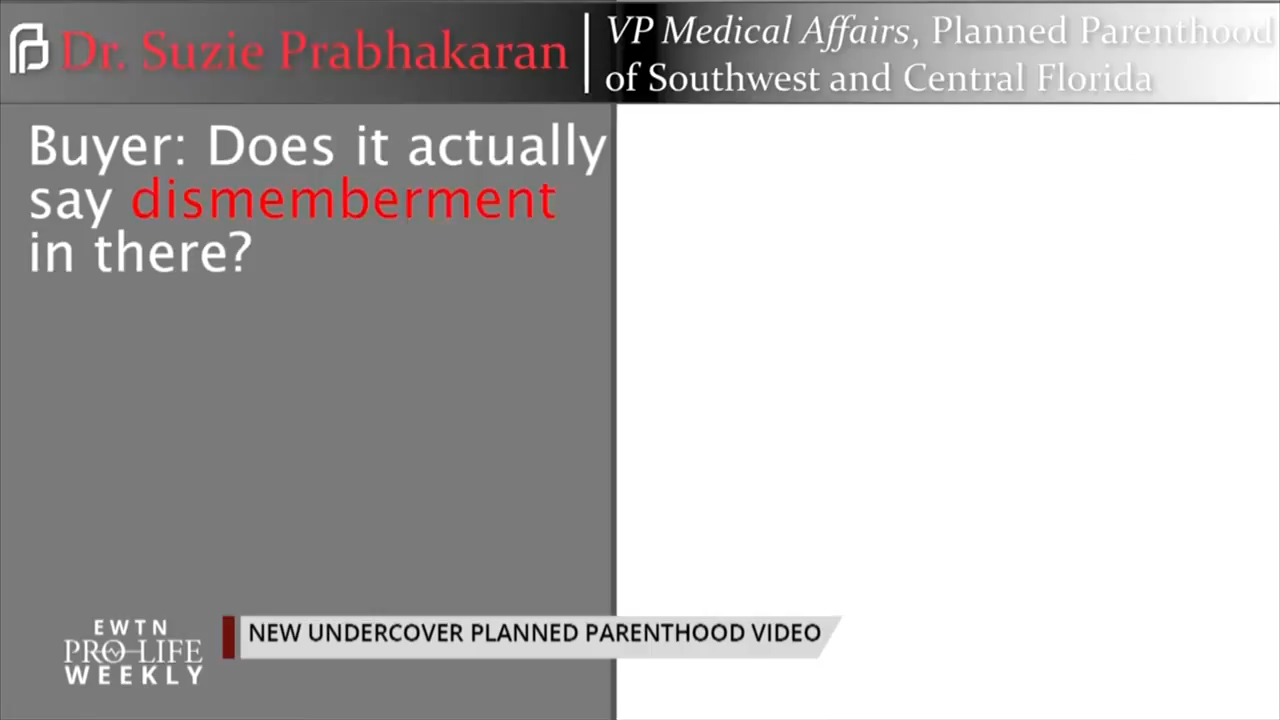 Dr. Suzie Prabhakaran
VP Medical Affairs, Planned Parenthood
of Southwest and Central Florida
Buyer: Does it actually
say dismemberment
in there?
EWTN
PRO-LIFE
WEEKLY
NEW UNDERCOVER PLANNED PARENTHOOD VIDEO